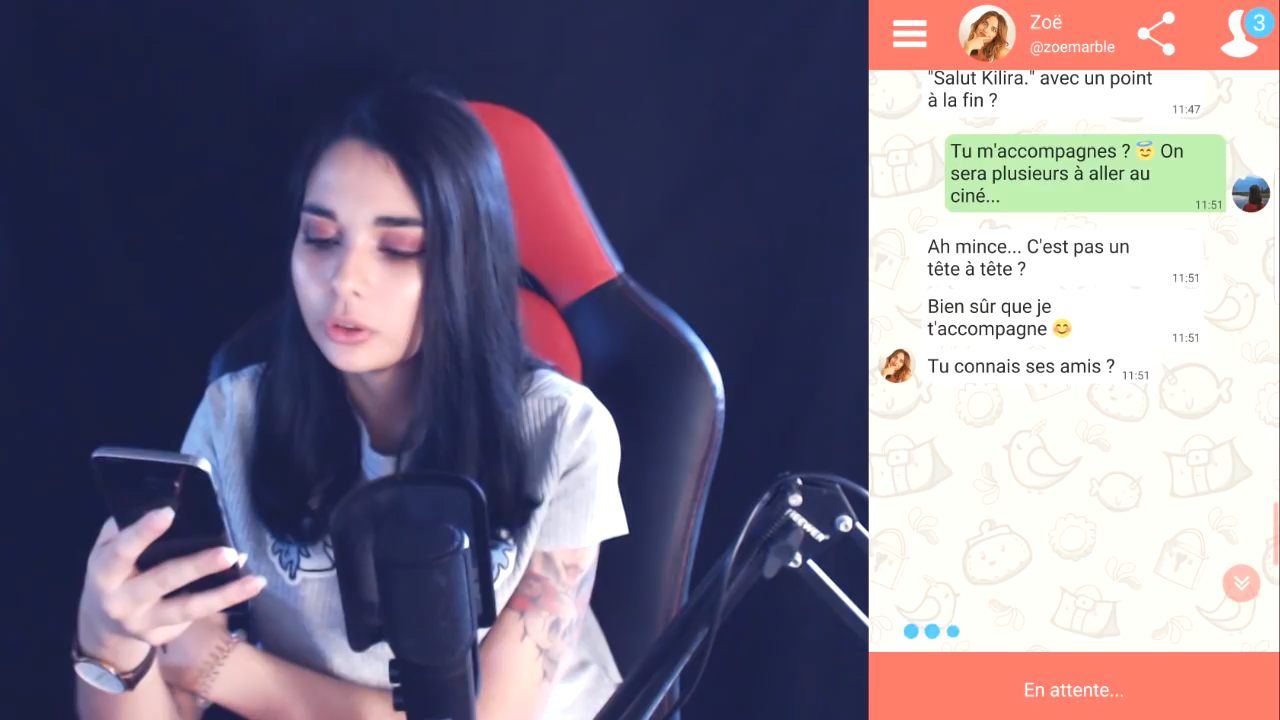 Zoë
@zoemarble
3
"Salut Kilira." avec un point
à la fin ?
11:47
Tu m'accompagnes ? 😇 On
sera plusieurs à aller au
ciné...
11:51
Ah mince... C'est pas un
tête à tête ?
11:51
Bien sûr que je
t'accompagne 😊
11:51
Tu connais ses amis ?
11:51
En attente...